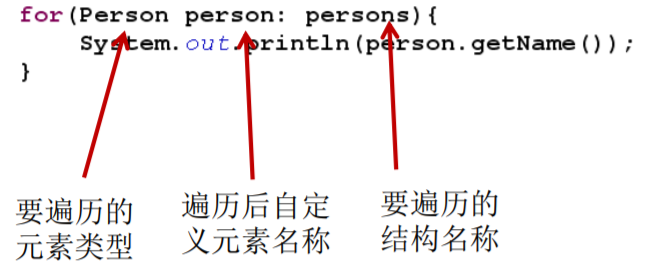 for(Person person: persons){
    System.out.println(person.getName());
}
要遍历的
元素类型
遍历后自定
义元素名称
要遍历的
结构名称